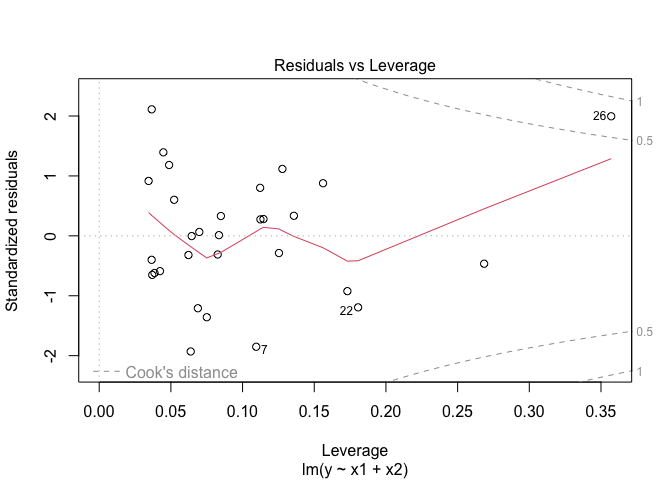 Residuals vs Leverage
Standardized residuals
2
1
0
-1
-2
26
22
7
1
0.5
0.5
1
Cook's distance
0.00 0.05 0.10 0.15 0.20 0.25 0.30 0.35
Leverage
lm(y ~ x1 + x2)